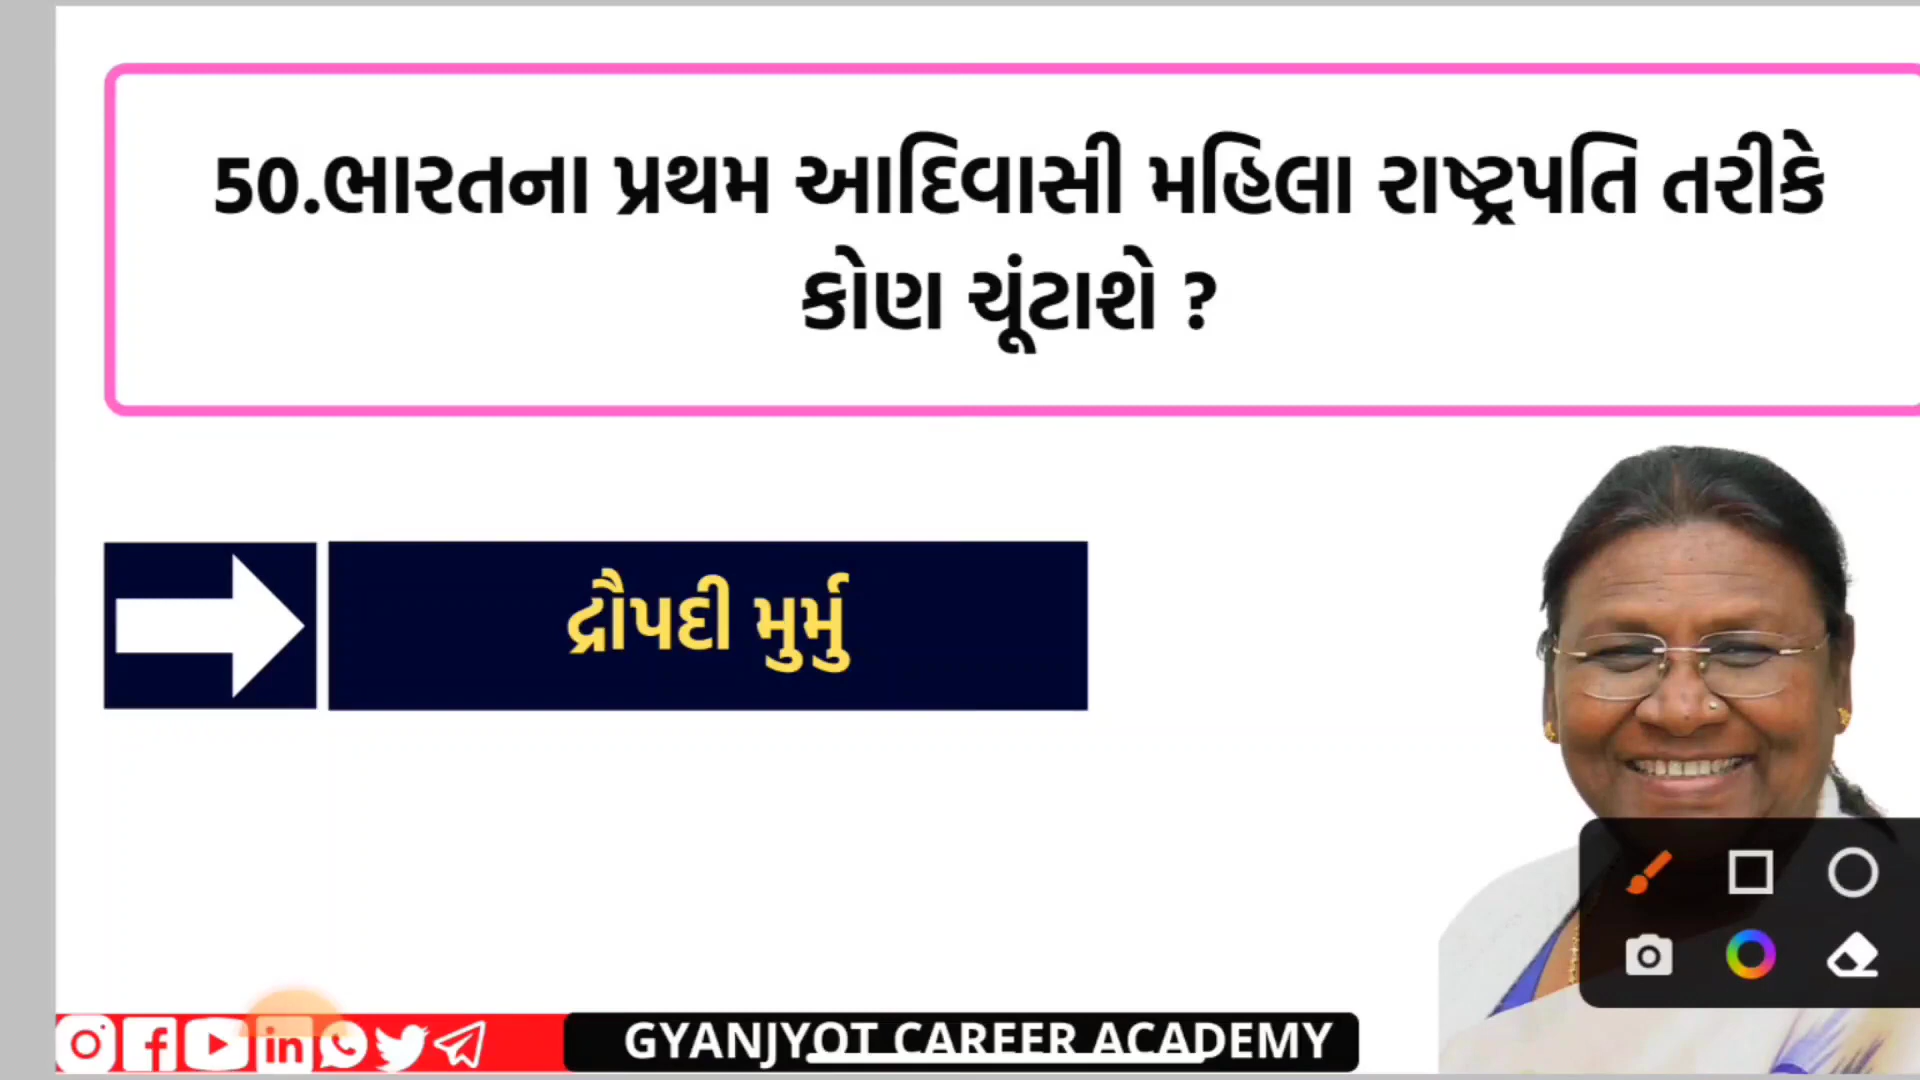 50.ભારતના પ્રથમ આદિવાસી મહિલા રાષ્ટ્રપતિ તરીકે
કોણ ચૂંટાશે ?
દ્રૌપદી મુર્મુ
GYANJYOT CAREER ACADEMY